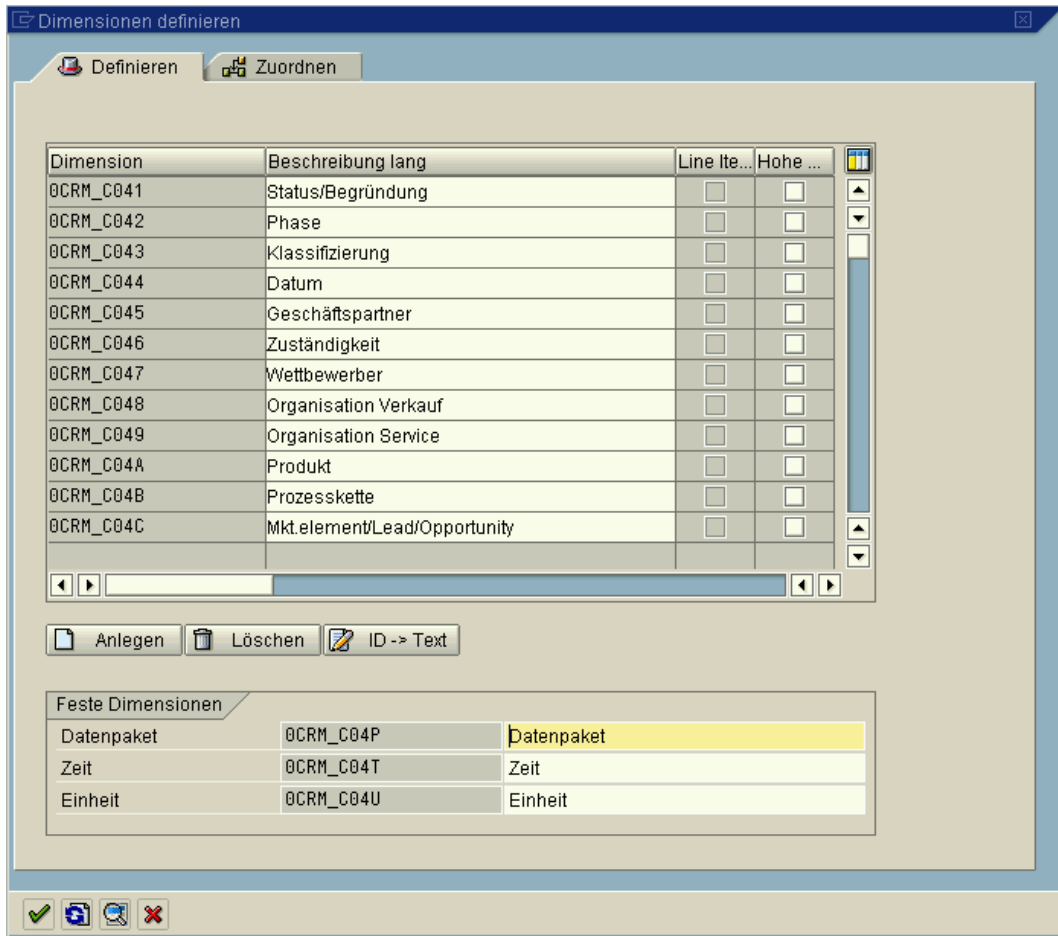 Dimensionen definieren
Definieren Zuordnen
Dimension Beschreibung lang Line Ite... Hohe ...
0CRM_C041 Status/Begründung
0CRM_C042 Phase
0CRM_C043 Klassifizierung
0CRM_C044 Datum
0CRM_C045 Geschäftspartner
0CRM_C046 Zuständigkeit
0CRM_C047 Wettbewerber
0CRM_C048 Organisation Verkauf
0CRM_C049 Organisation Service
0CRM_C04A Produkt
0CRM_C04B Prozesskette
0CRM_C04C Mkt.element/Lead/Opportunity
Anlegen Löschen ID -> Text
Feste Dimensionen
Datenpaket 0CRM_C04P Datenpaket
Zeit 0CRM_C04T Zeit
Einheit 0CRM_C04U Einheit